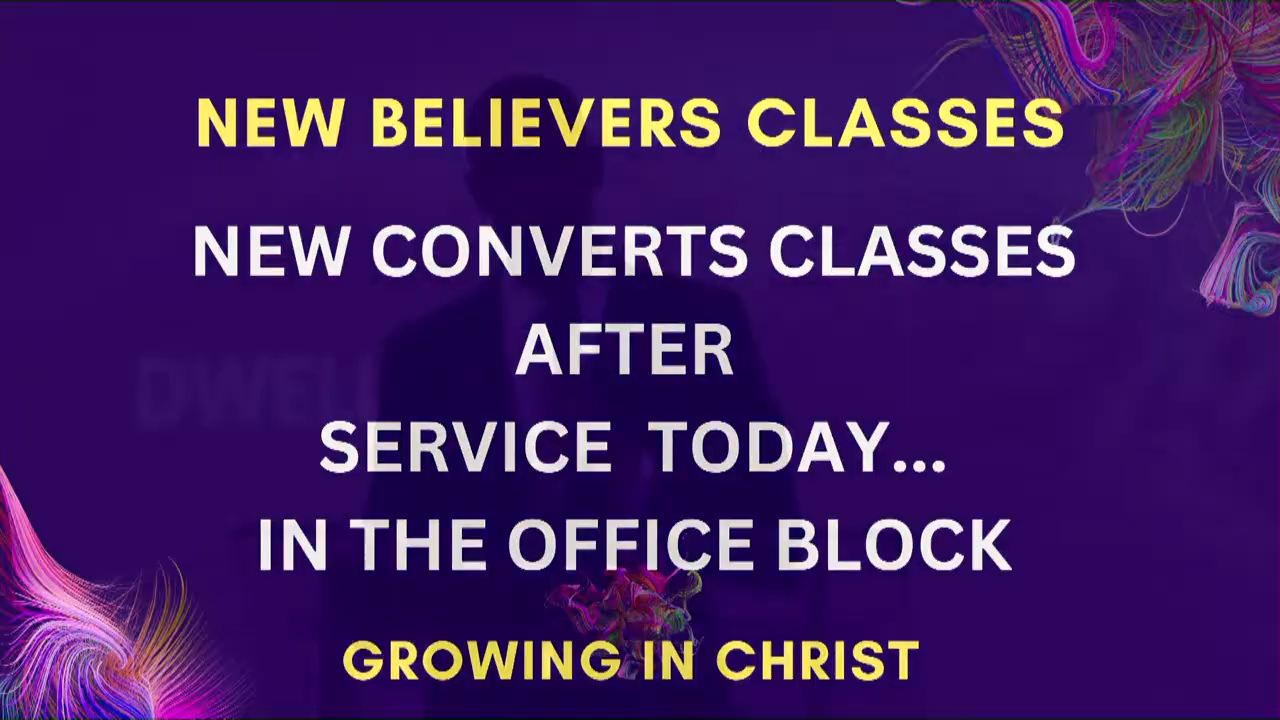 NEW BELIEVERS CLASSES
NEW CONVERTS CLASSES
AFTER
SERVICE TODAY...
IN THE OFFICE BLOCK
GROWING IN CHRIST